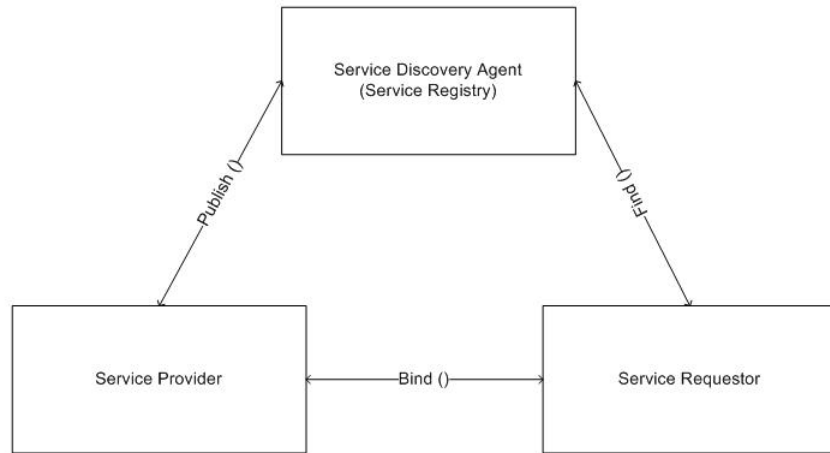 Service Discovery Agent
(Service Registry)
Publish ()
Find ()
Service Provider
Bind ()
Service Requestor